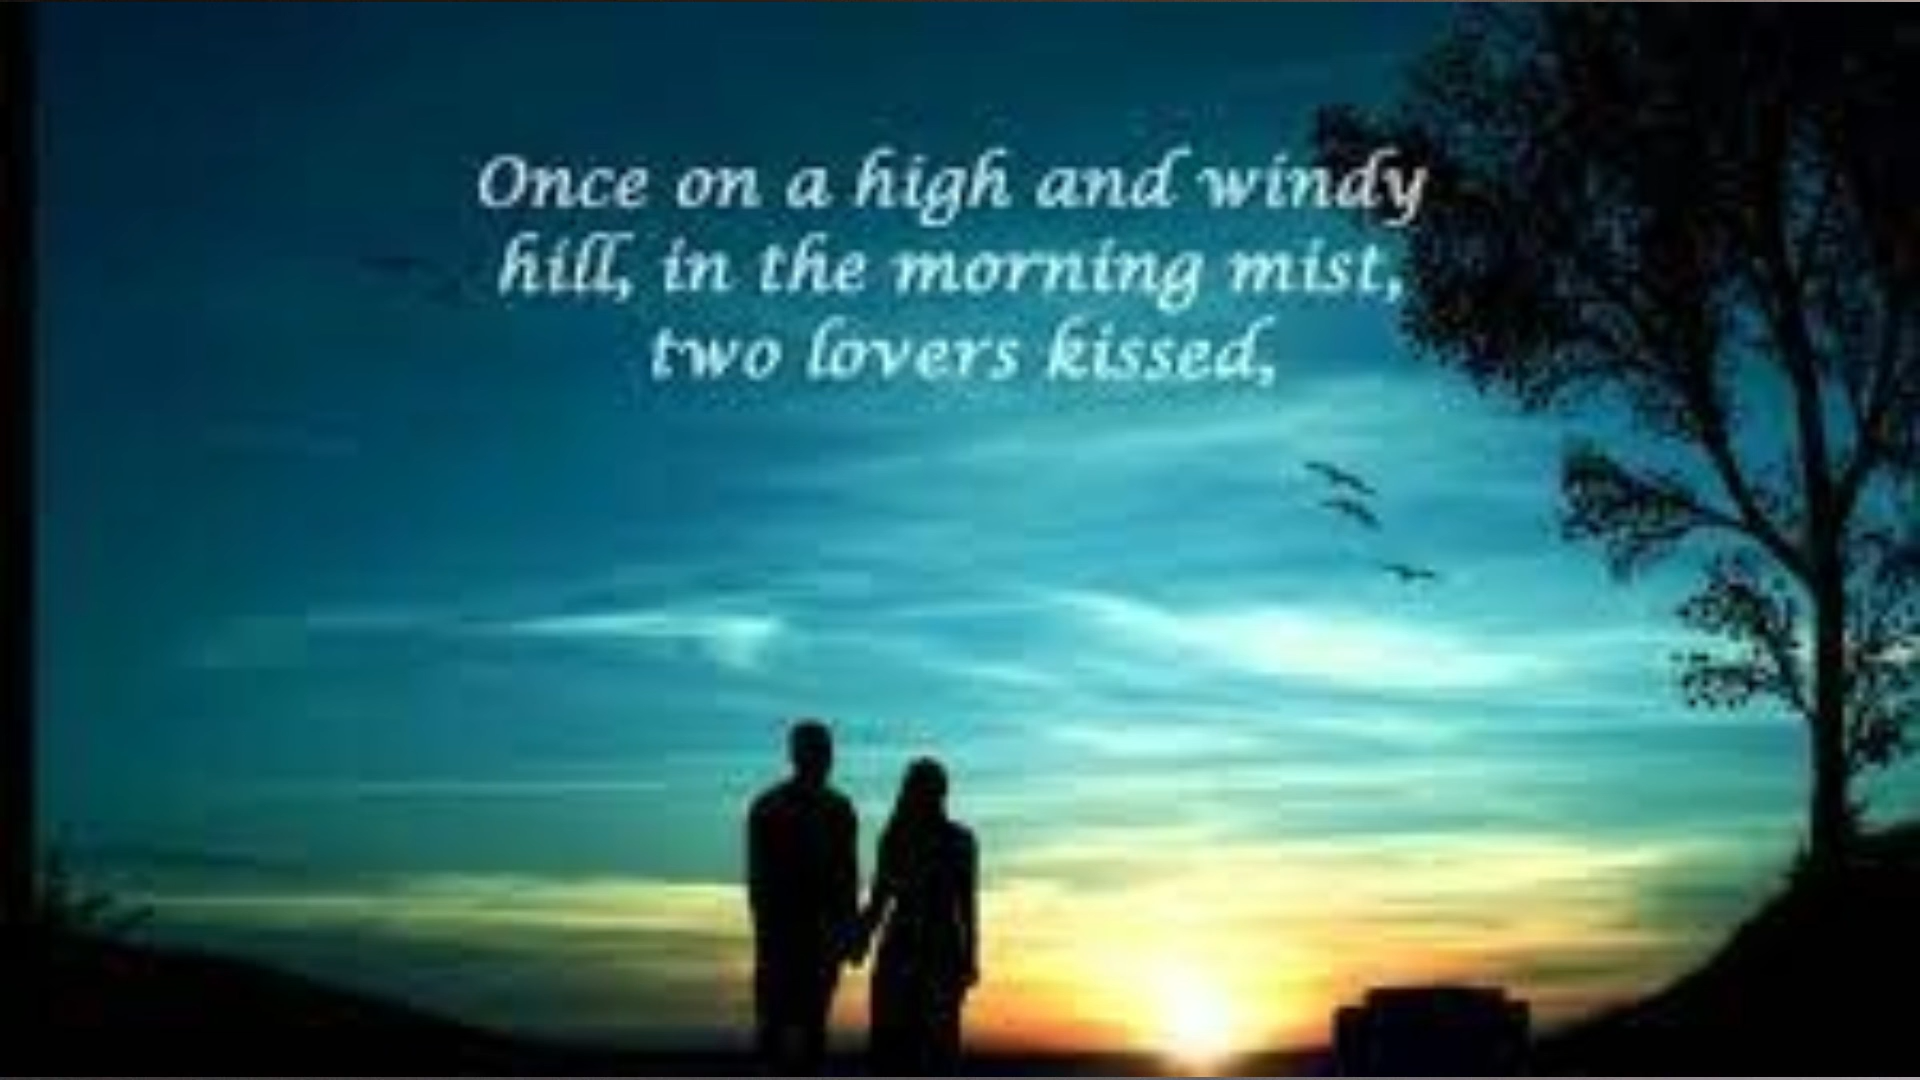 Once on a high and windy
hill, in the morning mist,
two lovers kissed,